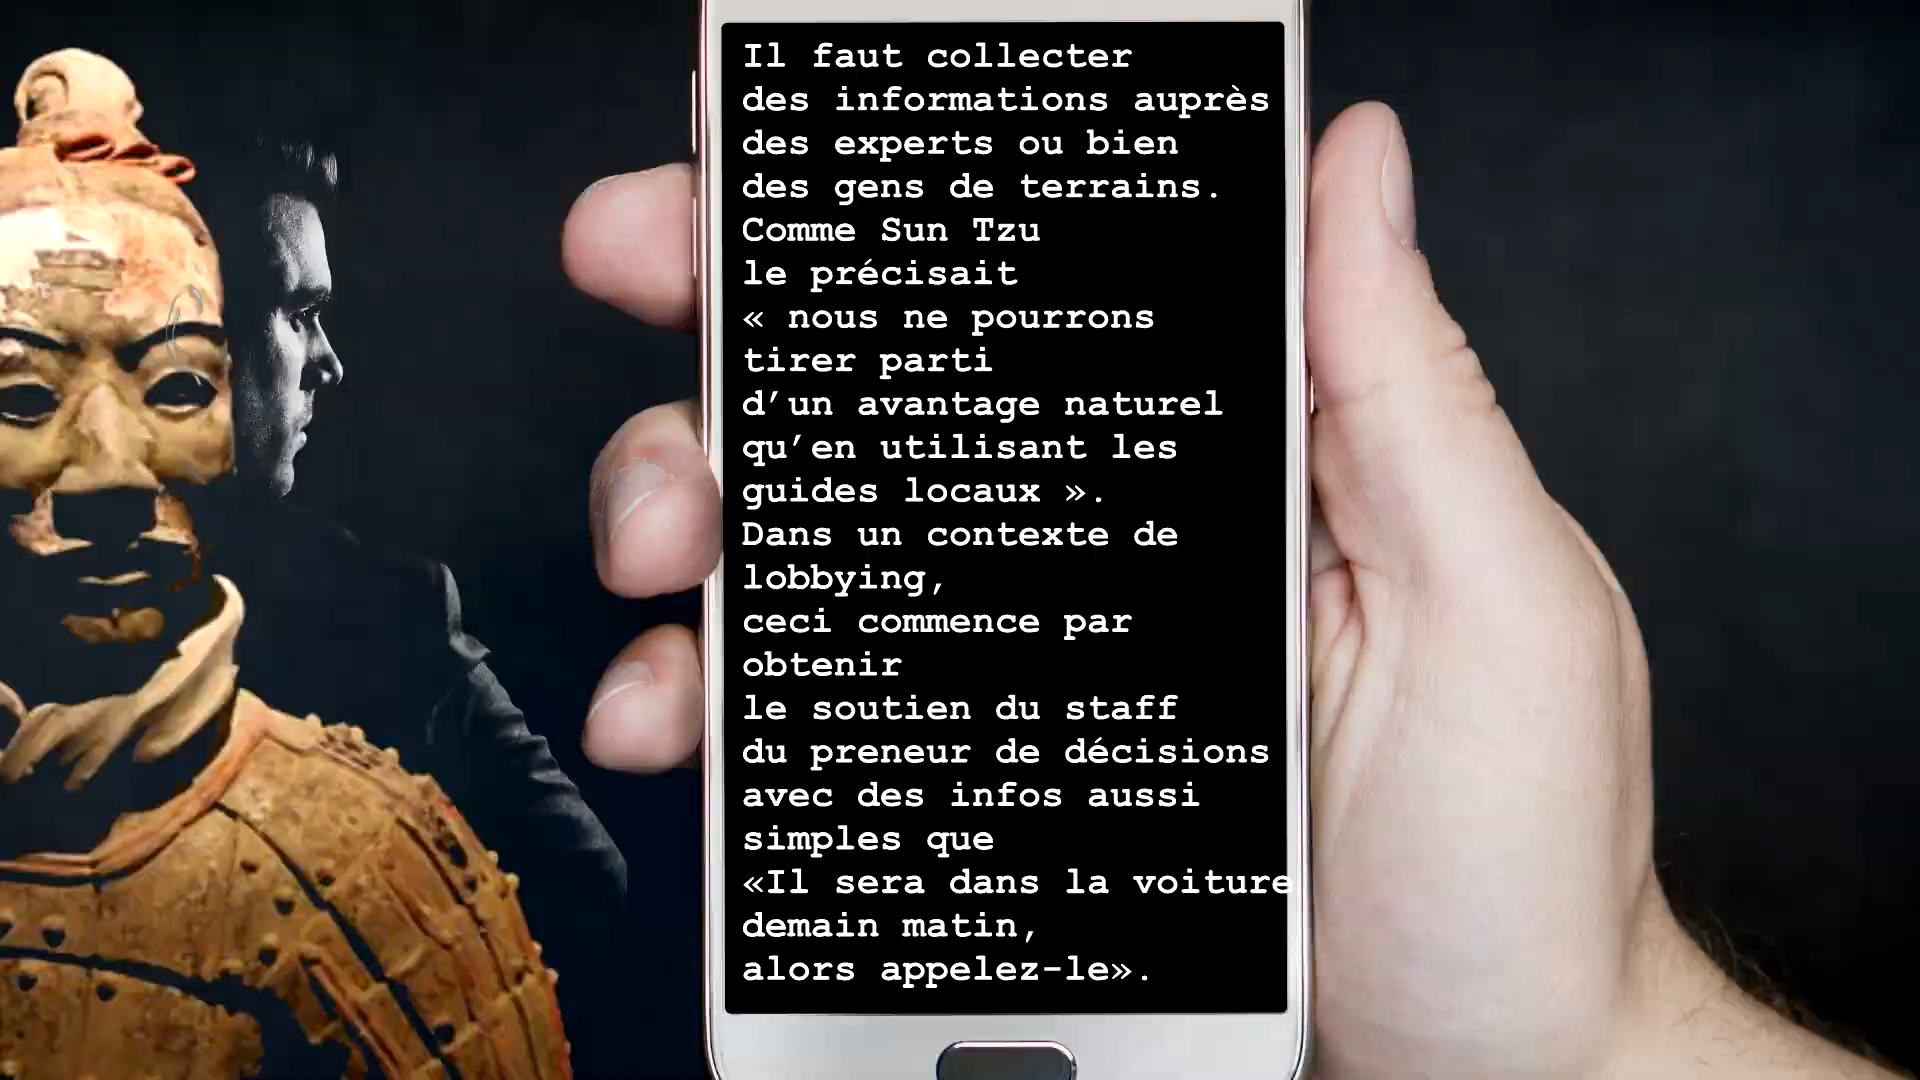 Il faut collecter
des informations auprès
des experts ou bien
des gens de terrains.
Comme Sun Tzu
le précisait
« nous ne pourrons
tirer parti
d’un avantage naturel
qu’en utilisant les
guides locaux ».
Dans un contexte de
lobbying,
ceci commence par
obtenir
le soutien du staff
du preneur de décisions
avec des infos aussi
simples que
«Il sera dans la voiture
demain matin,
alors appelez-le».